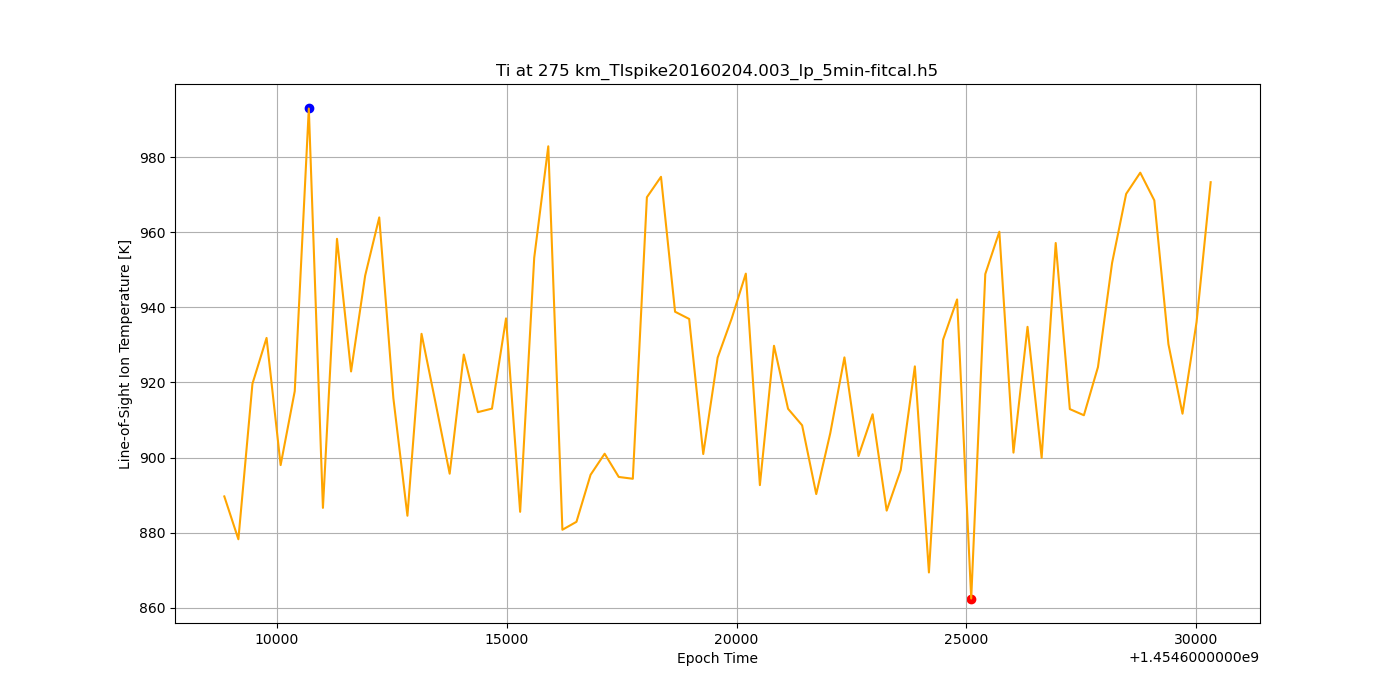 Ti at 275 km_TIspike20160204.003_lp_5min-fitcal.h5
Line-of-Sight Ion Temperature [K]
980
960
940
920
900
880
860
10000 15000 20000 25000 30000
Epoch Time
+1.4546000000e9